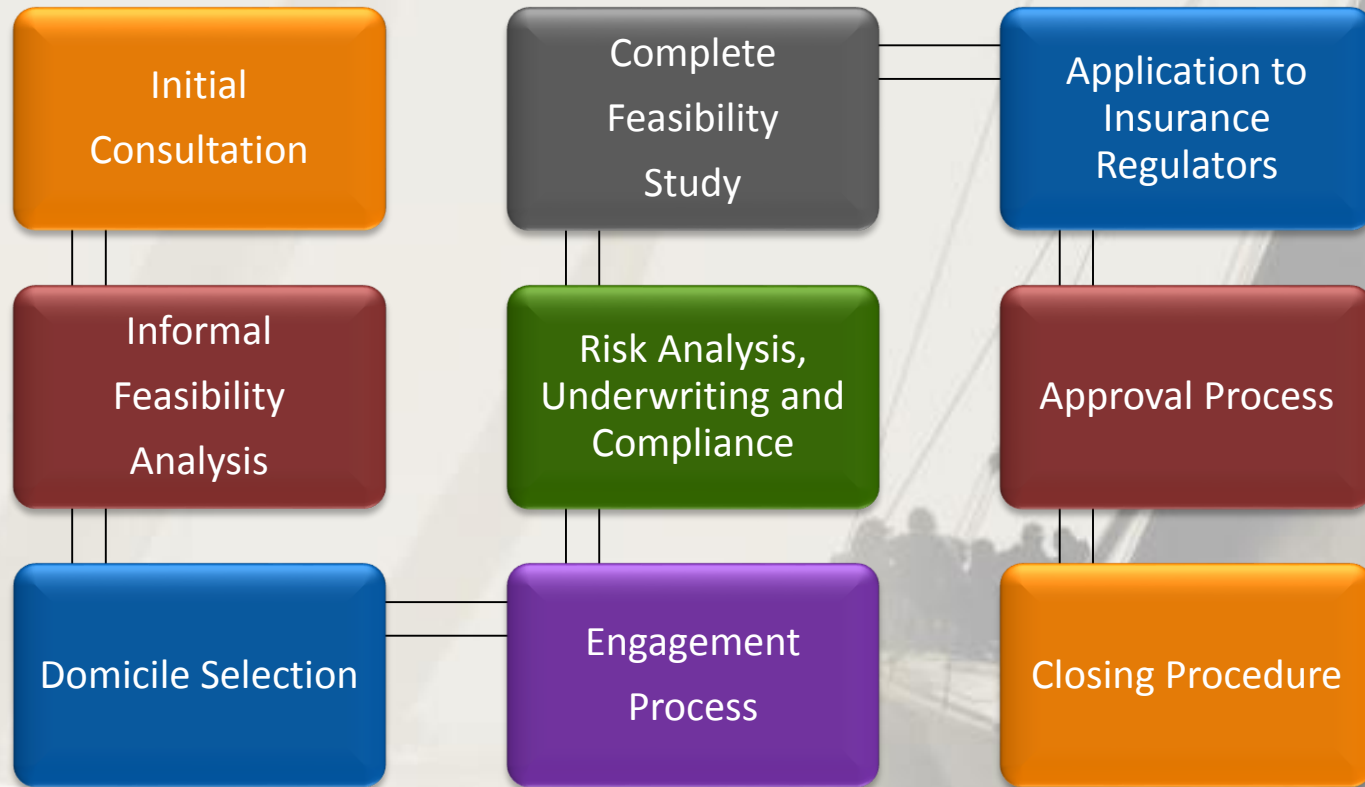 Initial
Consultation
Informal
Feasibility
Analysis
Domicile Selection
Engagement
Process
Risk Analysis,
Underwriting and
Compliance
Complete
Feasibility
Study
Application to
Insurance
Regulators
Approval Process
Closing Procedure